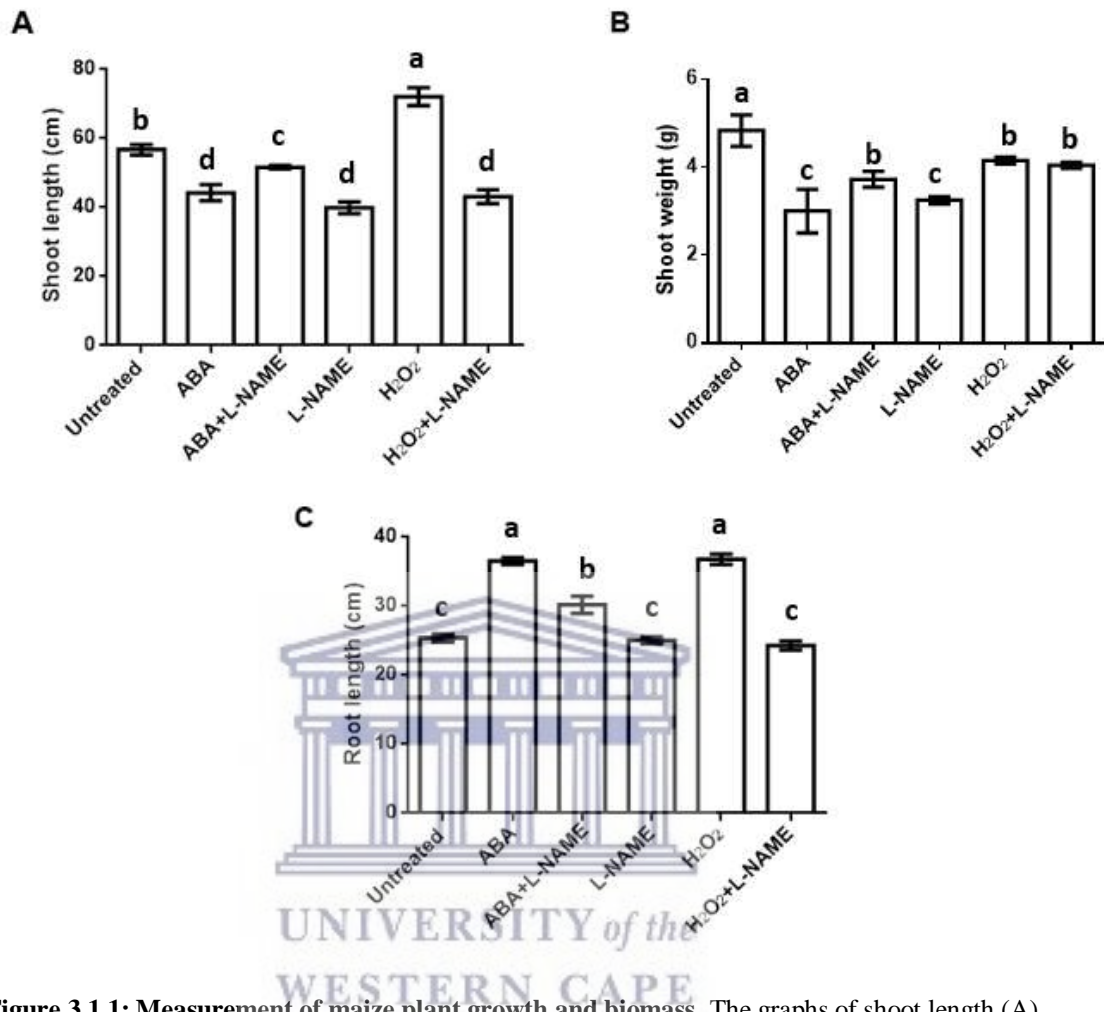 A
Shoot length (cm)
80
60
40
20
0
b
d
c
d
a
d
Untreated
ABA
ABA+L-NAME
L-NAME
H₂O₂
H₂O₂+L-NAME
B
Shoot weight (g)
6
4
2
0
a
c
b
c
b
b
Untreated
ABA
ABA+L-NAME
L-NAME
H₂O₂
H₂O₂+L-NAME
C
Root length (cm)
40
30
20
10
0
c
a
b
c
a
c
Untreated
ABA
ABA+L-NAME
L-NAME
H₂O₂
H₂O₂+L-NAME
UNIVERSITY of the
WESTERN CAPE
igure 3.1.1: Measurement of maize plant growth and biomass. The graphs of shoot length (A)